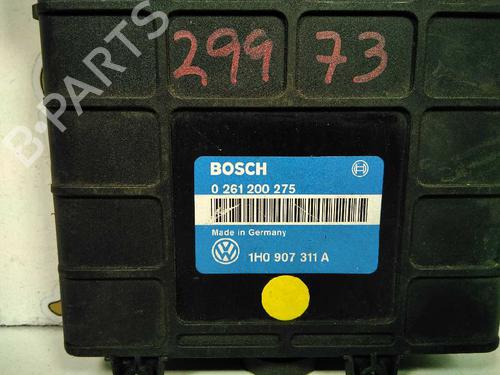 299 73
B-PARTS
BOSCH
0 261 200 275
Made in Germany
1H0 907 311 A